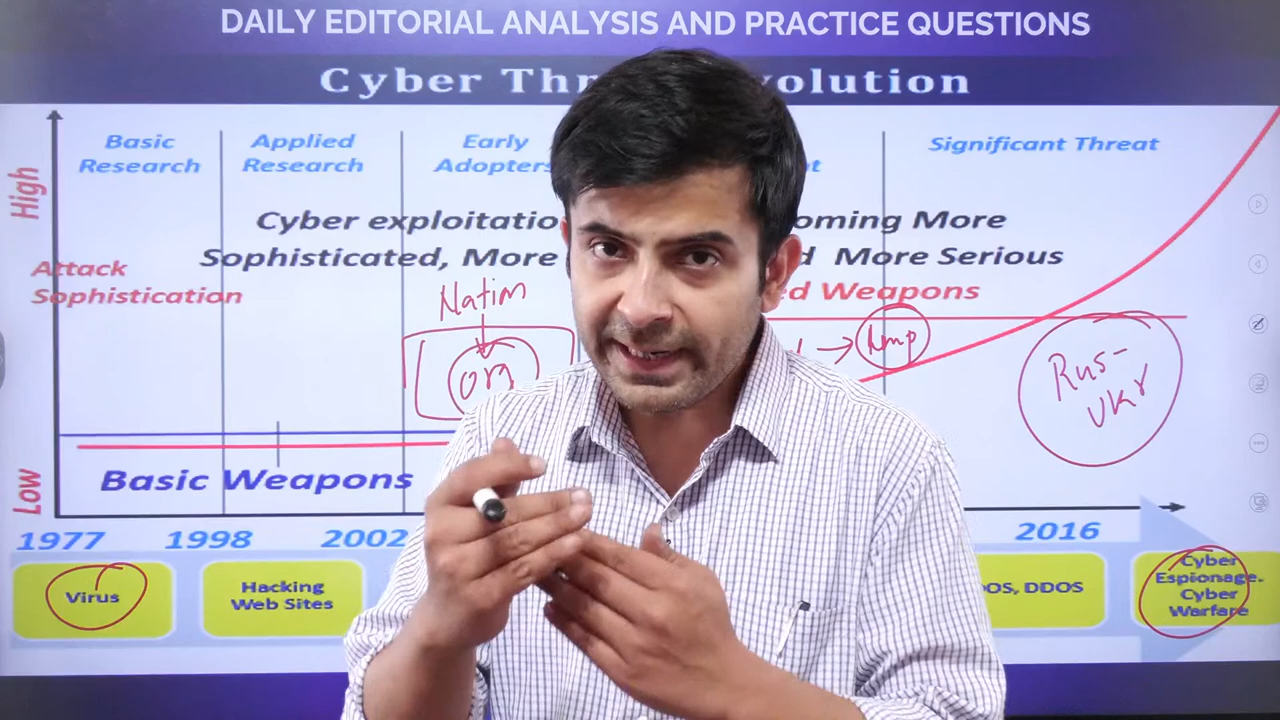 DAILY EDITORIAL ANALYSIS AND PRACTICE QUESTIONS
Cyber Thr volution
Basic
Research
Applied
Research
Early
Adopters
Significant Threat
High
Cyber exploitatio oming More
Sophisticated, More d More Serious
Attack
Sophistication
ed Weapons
Nation
org
Rus-
Ukr
Low
Basic Weapons
1977 1998 2002 2016
Virus
Hacking
Web Sites
DOS, DDOS
Cyber
Espionage.
Cyber
Warfare